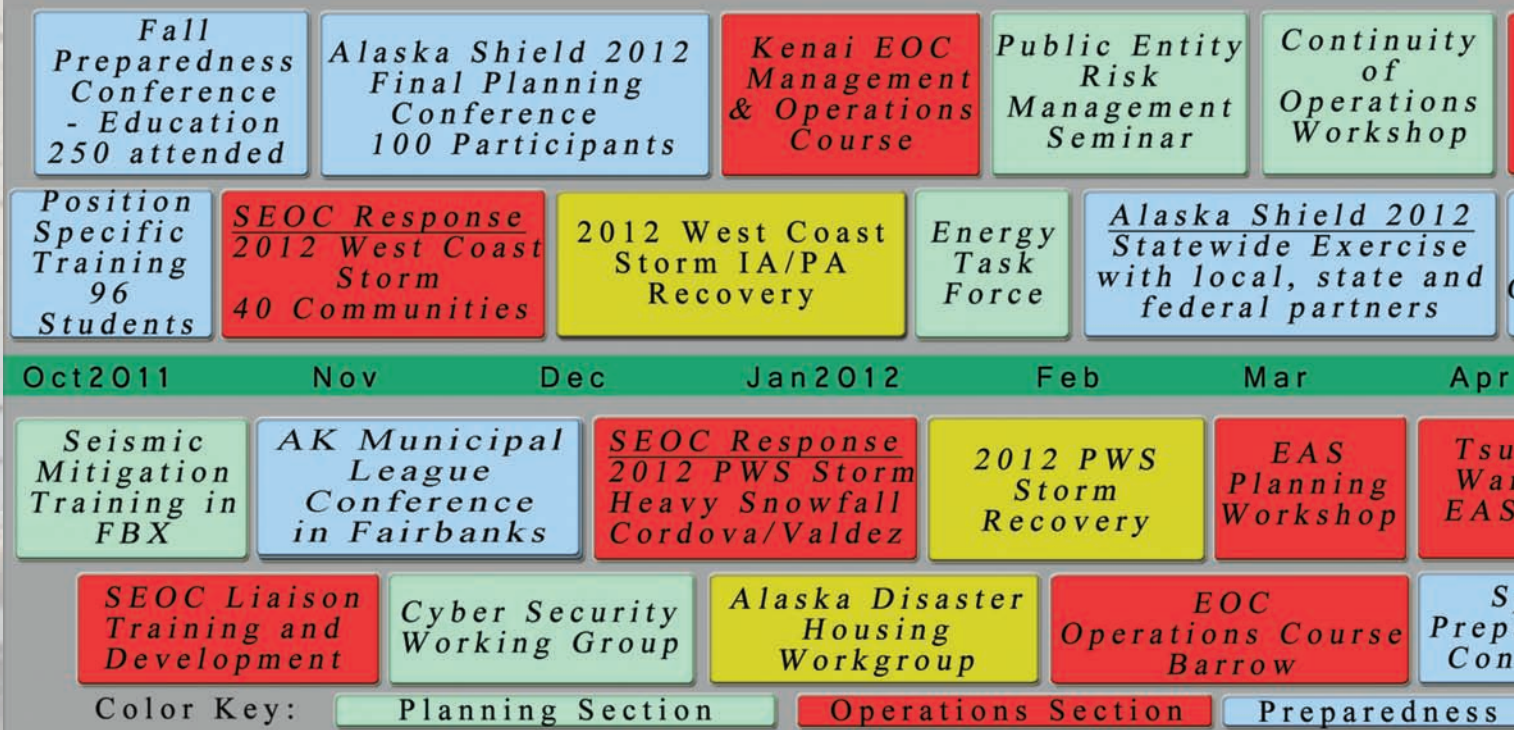 Fall
Preparedness
Conference
- Education
250 attended
Alaska Shield 2012
Final Planning
Conference
100 Participants
Kenai EOC
Management
& Operations
Course
Public Entity
Risk
Management
Seminar
Continuity
of
Operations
Workshop
Position
Specific
Training
96
Students
SEOC Response
2012 West Coast
Storm
40 Communities
2012 West Coast
Storm IA/PA
Recovery
Energy
Task
Force
Alaska Shield 2012
Statewide Exercise
with local, state and
federal partners
Oct2011 Nov Dec Jan2012 Feb Mar Apr
Seismic
Mitigation
Training in
FBX
AK Municipal
League
Conference
in Fairbanks
SEOC Response
2012 PWS Storm
Heavy Snowfall
Cordova/Valdez
2012 PWS
Storm
Recovery
EAS
Planning
Workshop
EAS
SEOC Liaison
Training and
Development
Cyber Security
Working Group
Alaska Disaster
Housing
Workgroup
EOC
Operations Course
Barrow
Color Key: Planning Section Operations Section Preparedness